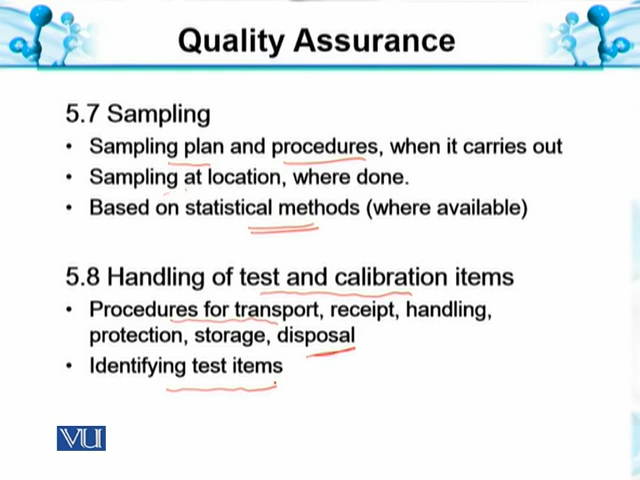 Quality Assurance
5.7 Sampling
• Sampling plan and procedures, when it carries out
• Sampling at location, where done.
• Based on statistical methods (where available)
5.8 Handling of test and calibration items
• Procedures for transport, receipt, handling,
protection, storage, disposal
• Identifying test items
VU